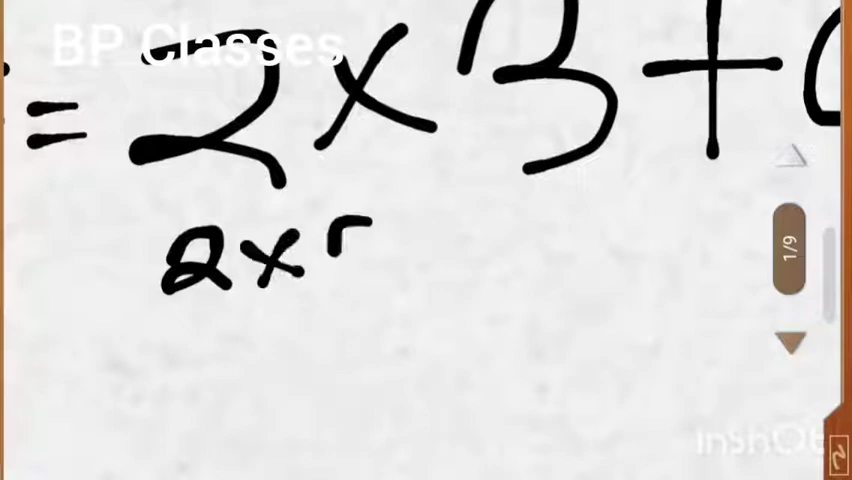 BP Classes
= 2 x 3 +
2 x
1/9
InShOt